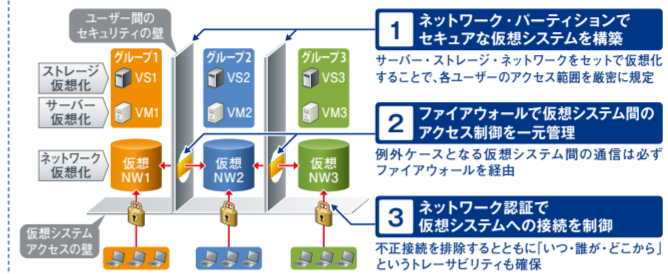 ユーザー間の
セキュリティの壁
グループ1
グループ2
グループ3
ストレージ
仮想化
VS1
VS2
VS3
サーバー
仮想化
VM1
VM2
VM3
ネットワーク
仮想化
仮想
NW1
仮想
NW2
仮想
NW3
仮想システム
アクセスの壁
1
ネットワーク・パーティションで
セキュアな仮想システムを構築
サーバー・ストレージ・ネットワークをセットで仮想化
することで、各ユーザーのアクセス範囲を厳密に規定
2
ファイアウォールで仮想システム間の
アクセス制御を一元管理
例外ケースとなる仮想システム間の通信は必ず
ファイアウォールを経由
3
ネットワーク認証で
仮想システムへの接続を制御
不正接続を排除するとともに「いつ・誰が・どこから」
というトレーサビリティも確保